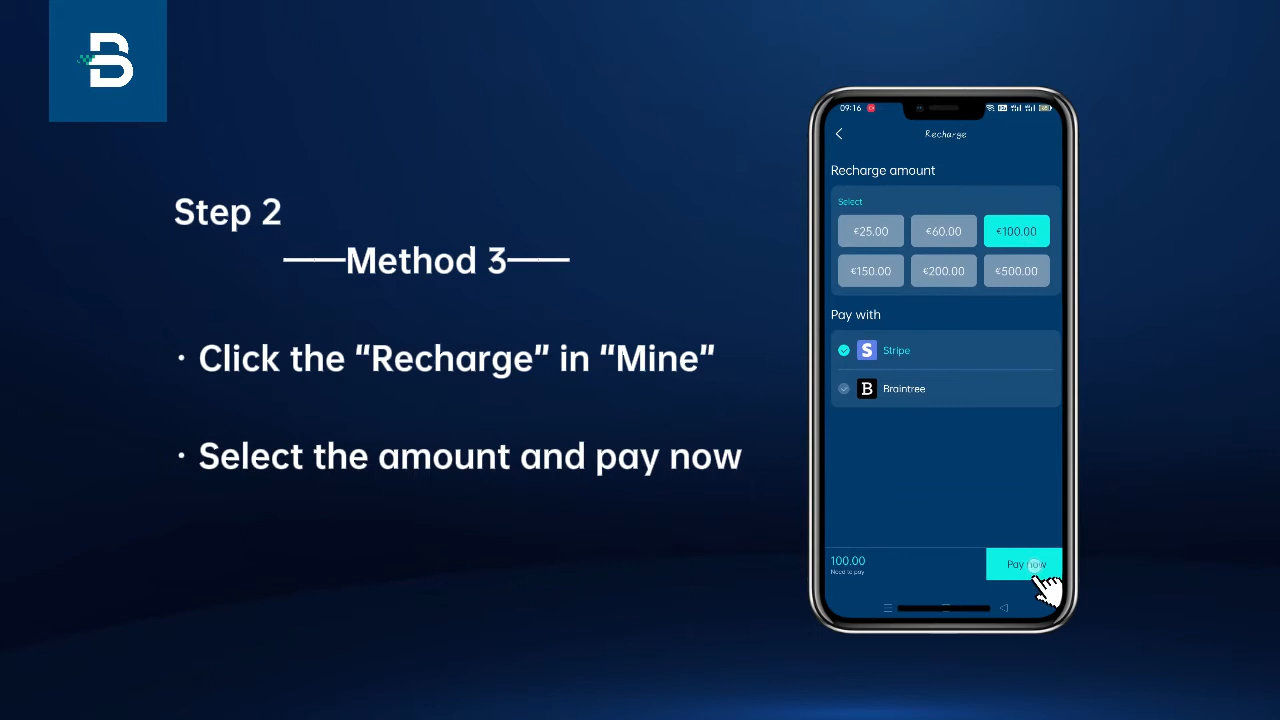 Step 2
——Method 3——
· Click the “Recharge” in “Mine”
· Select the amount and pay now
09:16
Recharge
Recharge amount
Select
€25.00 €60.00 €100.00
€150.00 €200.00 €500.00
Pay with
S Stripe
B Braintree
100.00
Need to pay
Pay now
B